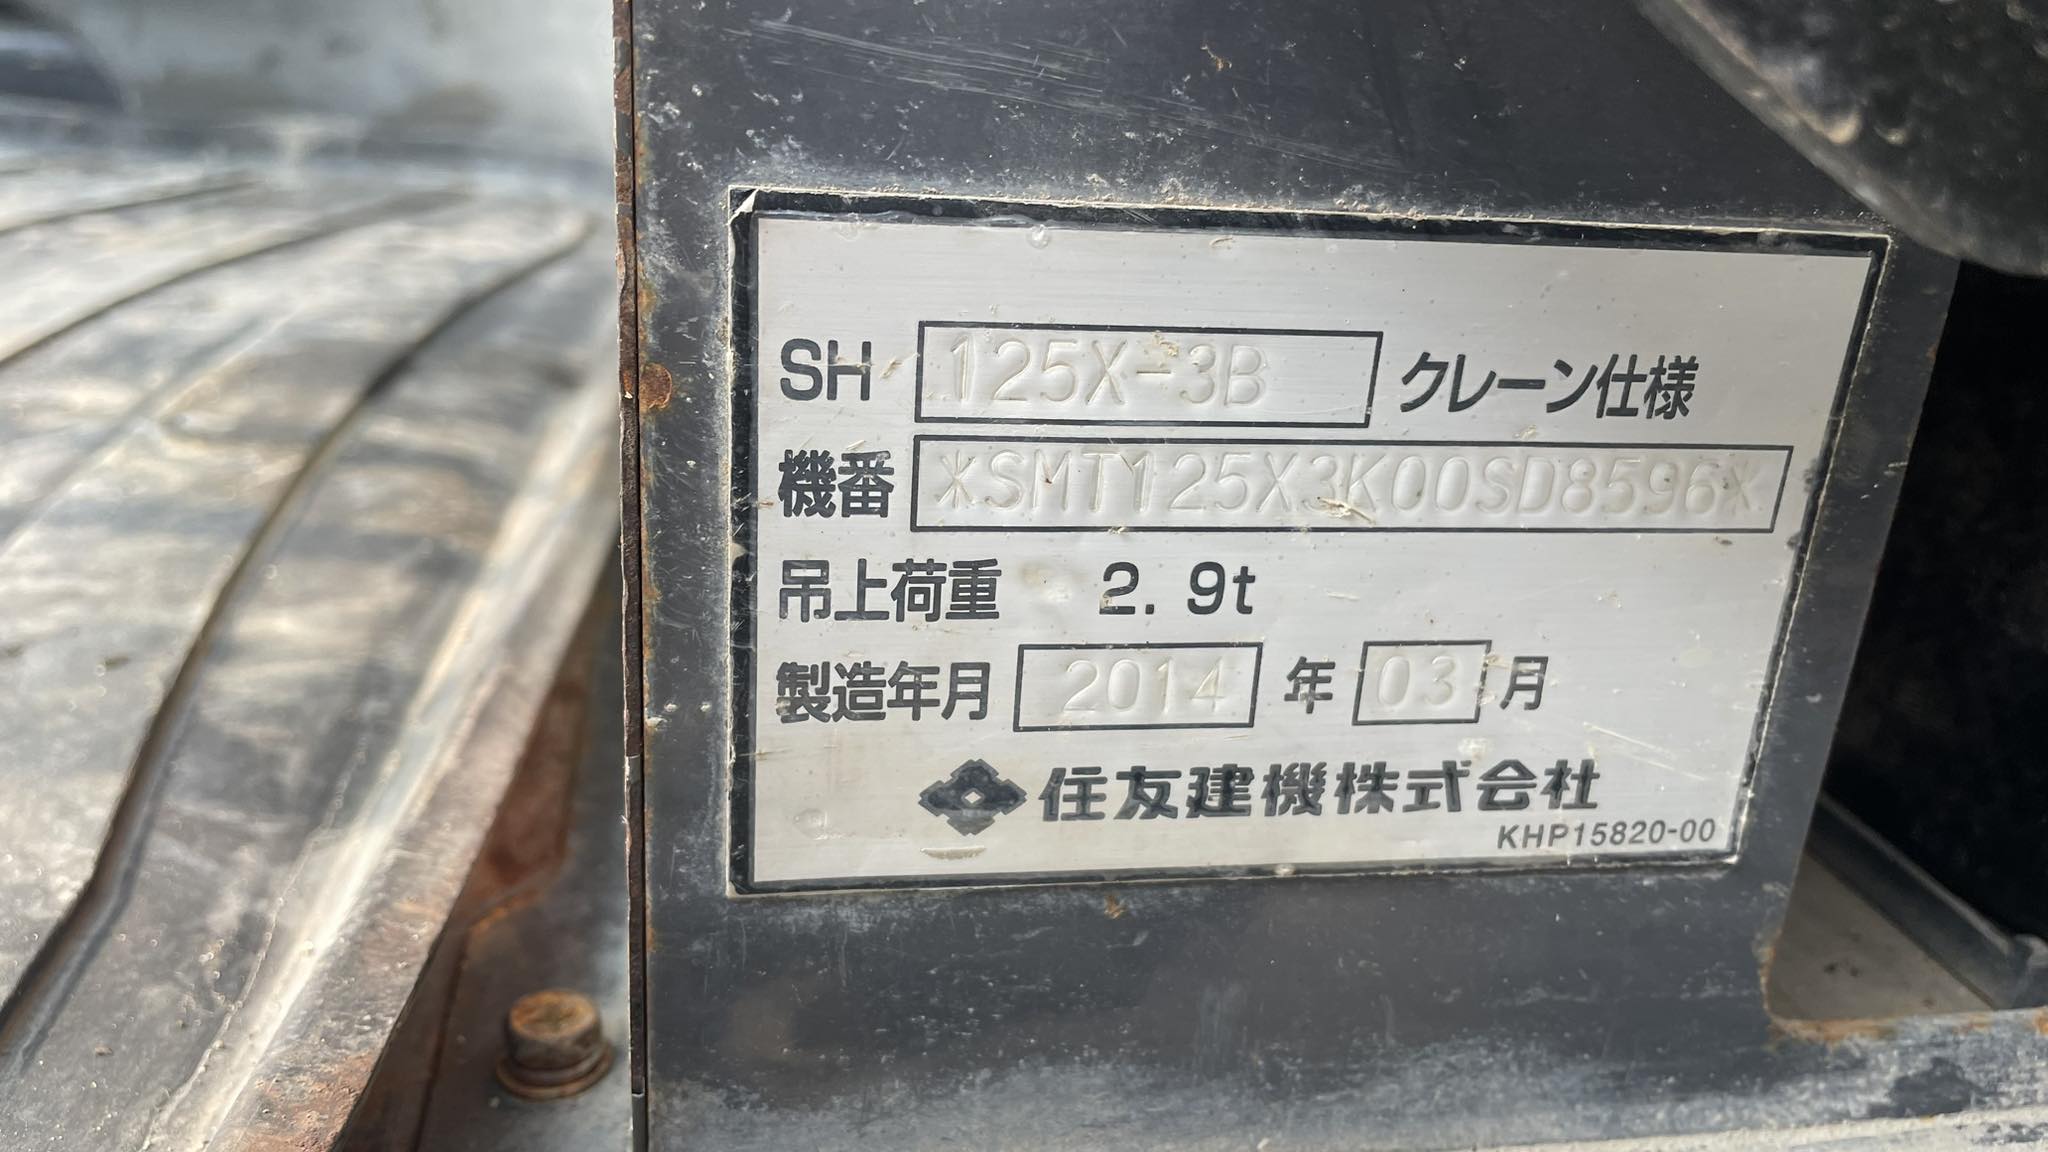 SH 125X-3B クレーン仕様
機番 *SMT125X3K00SD8596*
吊上荷重 2.9t
製造年月 2014 年 03 月
住友建機株式会社
KHP15820-00